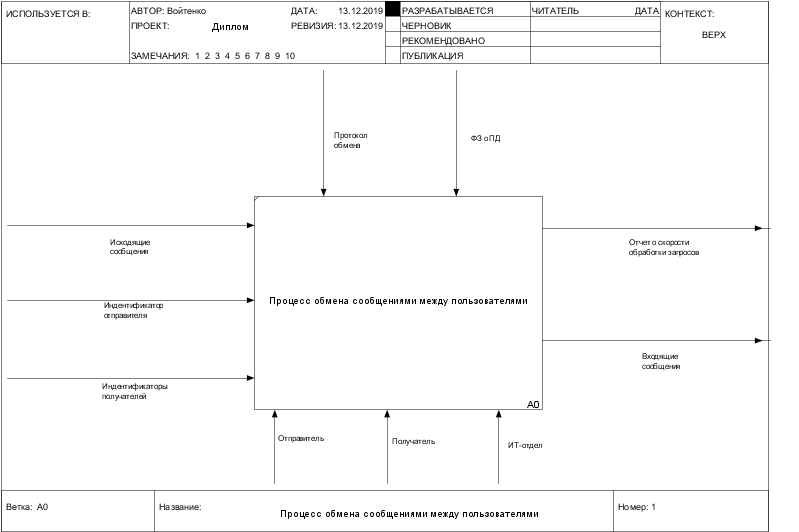 ИСПОЛЬЗУЕТСЯ В:
АВТОР: Войтенко ДАТА: 13.12.2019
ПРОЕКТ: Диплом РЕВИЗИЯ: 13.12.2019
ЗАМЕЧАНИЯ: 1 2 3 4 5 6 7 8 9 10
РАЗРАБАТЫВАЕТСЯ
ЧЕРНОВИК
РЕКОМЕНДОВАНО
ПУБЛИКАЦИЯ
ЧИТАТЕЛЬ ДАТА
КОНТЕКСТ:
ВЕРХ
Протокол
обмена
ФЗ оПД
Исходящие
сообщения
Индентификатор
отправителя
Индентификаторы
получателей
Процесс обмена сообщениями между пользователями
A0
Отчет о скорости
обработки запросов
Входящие
сообщения
Отправитель
Получатель
ИТ-отдел
Ветка: A0
Название:
Процесс обмена сообщениями между пользователями
Номер: 1